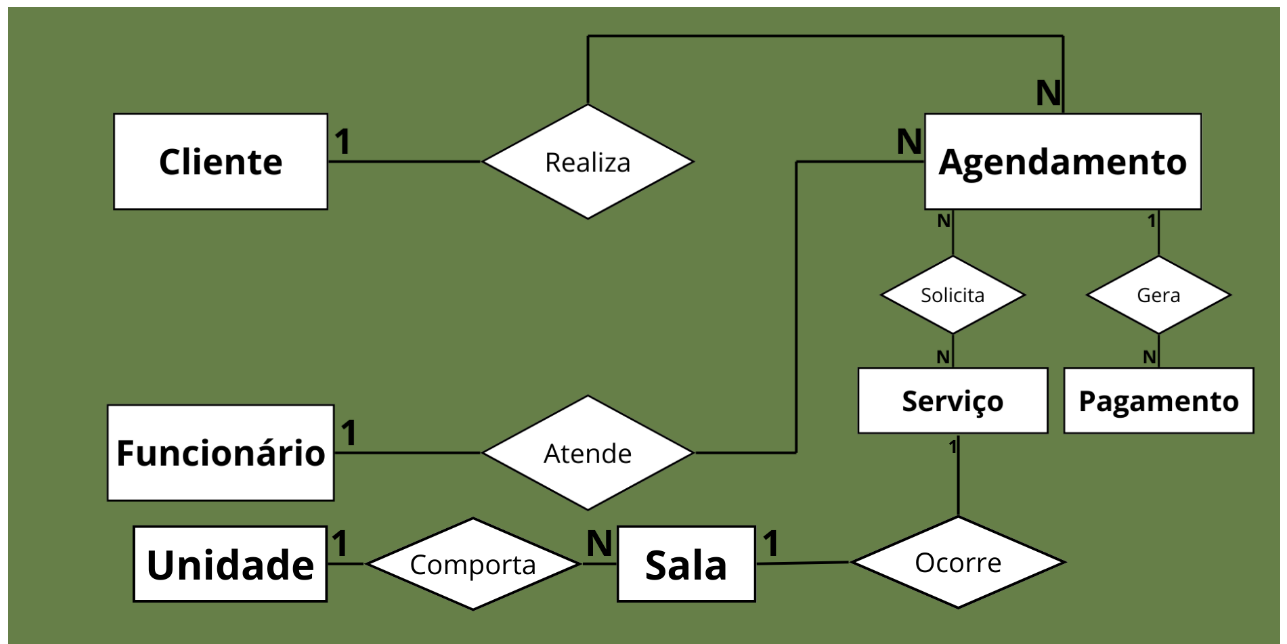 N
Cliente
1
Realiza
N
Agendamento
N
1
Solicita
Gera
N
N
Serviço
Pagamento
Funcionário
1
Atende
1
Unidade
1
Comporta
N
Sala
1
Ocorre